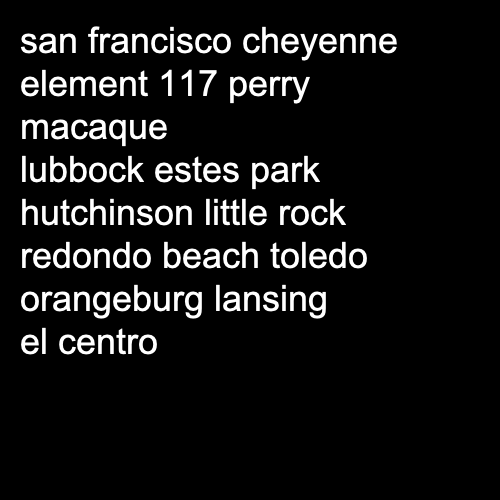 san francisco cheyenne
element 117 perry
macaque
lubbock estes park
hutchinson little rock
redondo beach toledo
orangeburg lansing
el centro